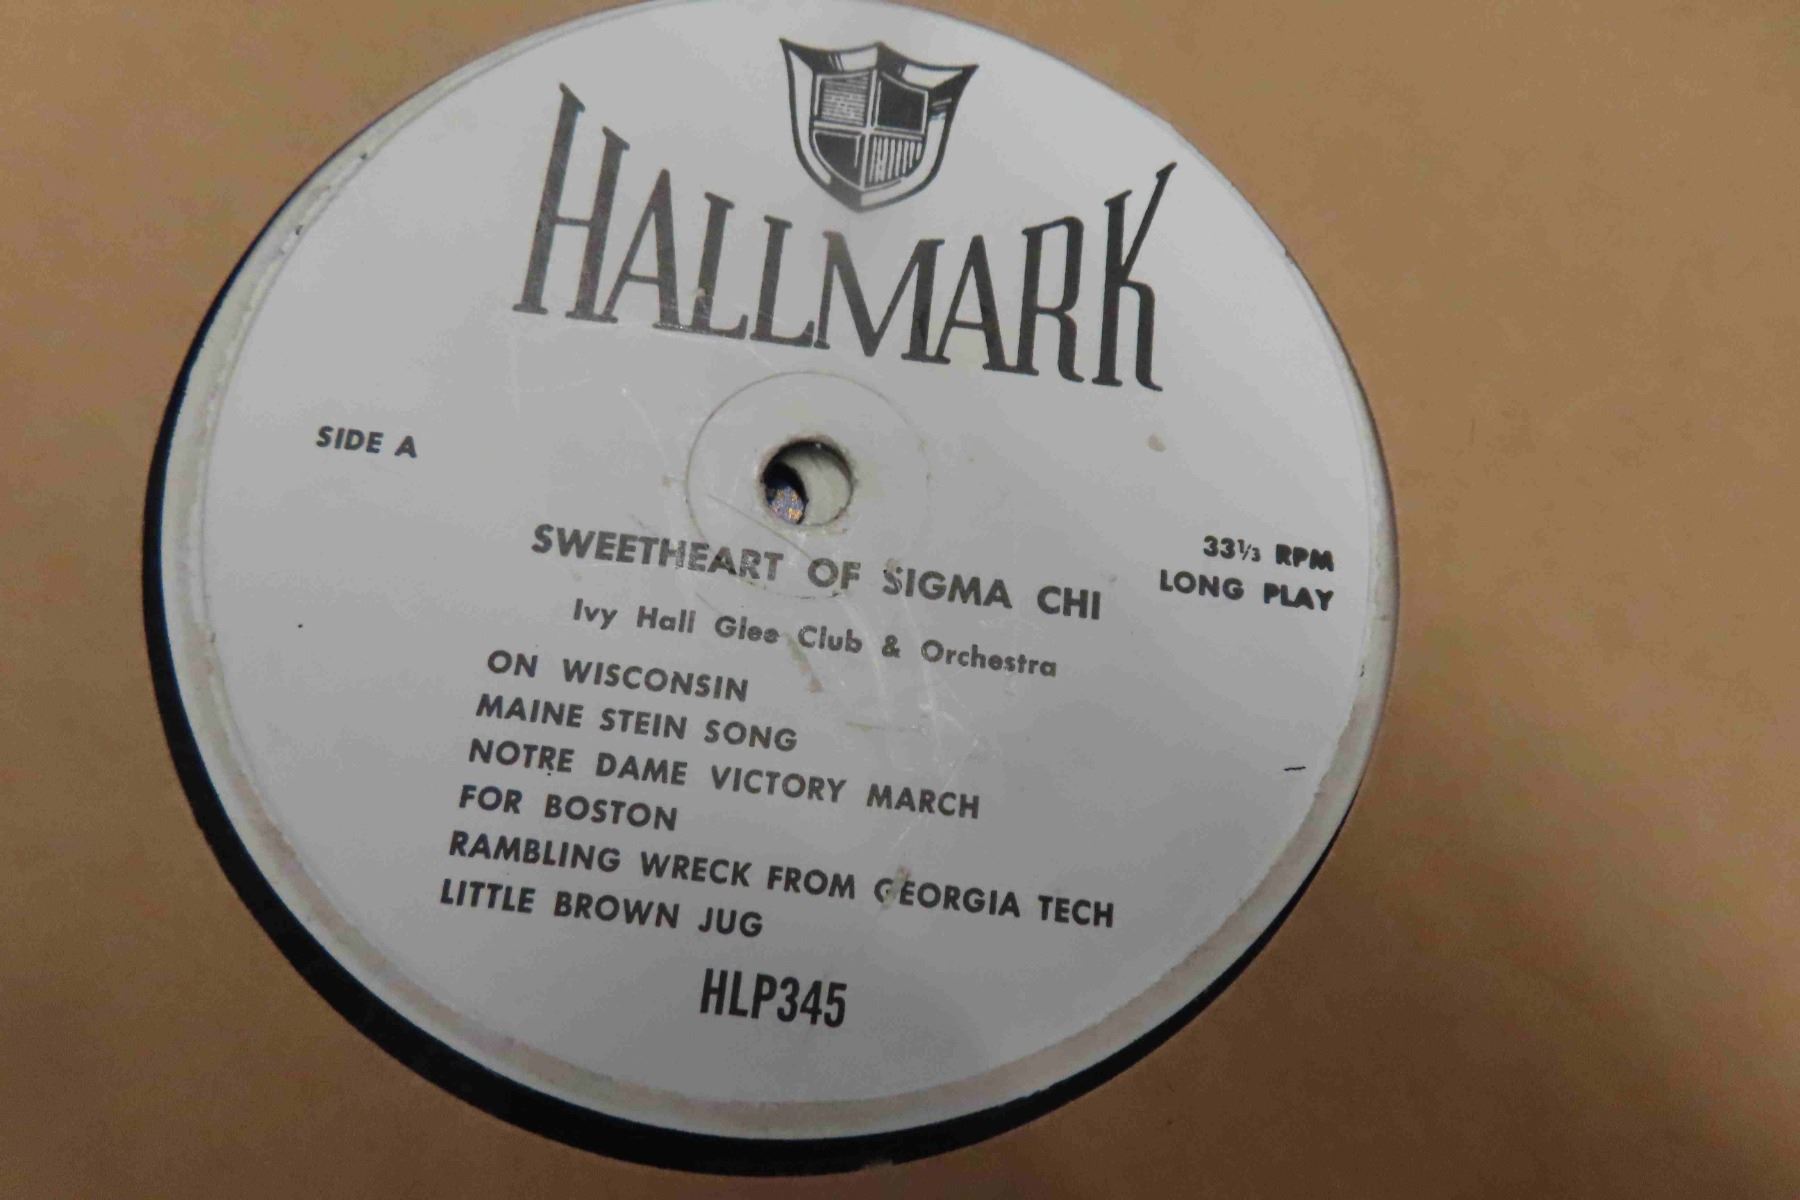 HALLMARK
SIDE A
33⅓ RPM
LONG PLAY
SWEETHEART OF SIGMA CHI
Ivy Hall Glee Club & Orchestra
ON WISCONSIN
MAINE STEIN SONG
NOTRE DAME VICTORY MARCH
FOR BOSTON
RAMBLING WRECK FROM GEORGIA TECH
LITTLE BROWN JUG
HLP345